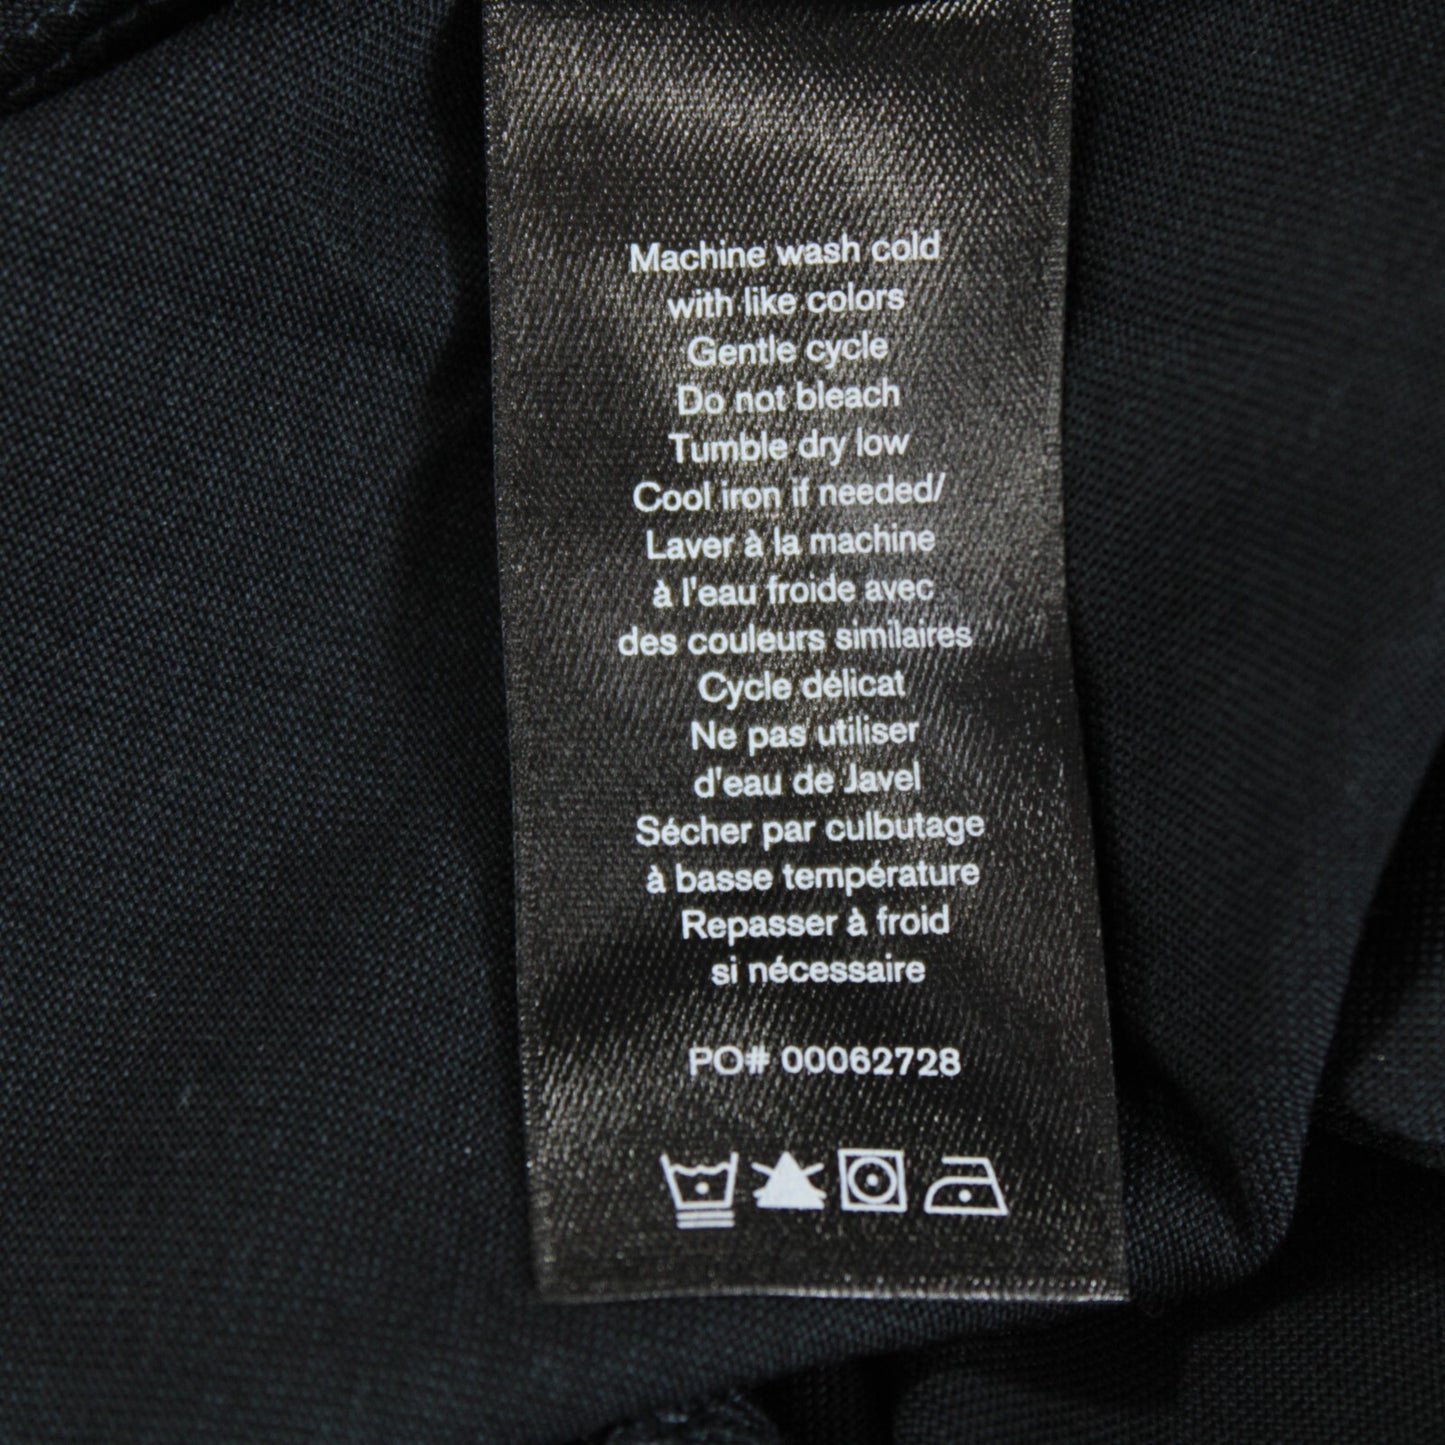 Machine wash cold
with like colors
Gentle cycle
Do not bleach
Tumble dry low
Cool iron if needed/
Laver à la machine
à l'eau froide avec
des couleurs similaires
Cycle délicat
Ne pas utiliser
d'eau de Javel
Sécher par culbutage
à basse température
Repasser à froid
si nécessaire
PO# 00062728